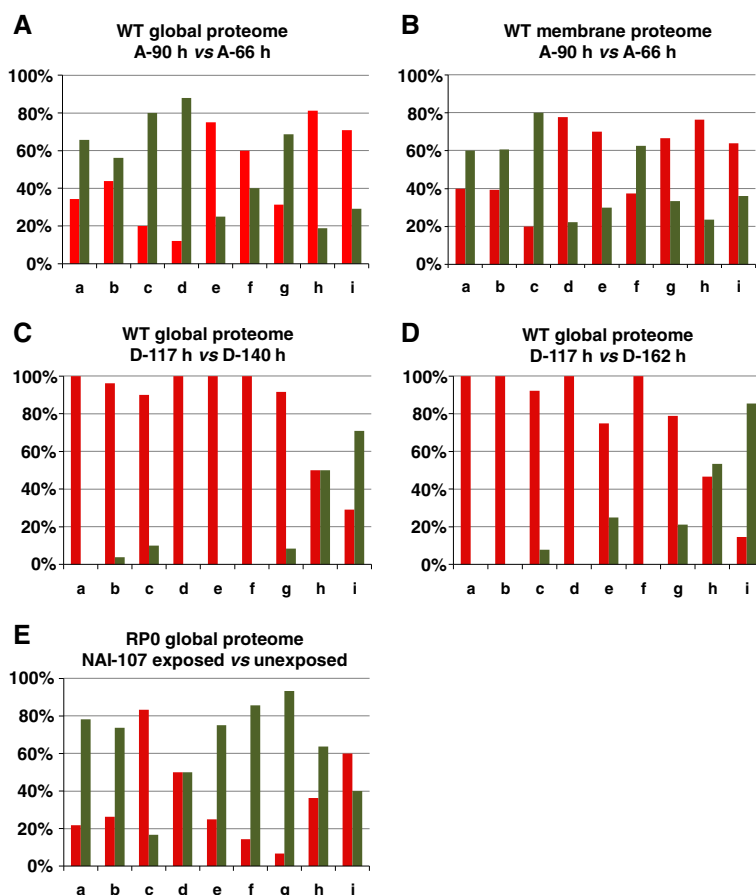 A
WT global proteome
A-90 h vs A-66 h
100%
80%
60%
40%
20%
0%
a b c d e f g h i
B
WT membrane proteome
A-90 h vs A-66 h
100%
80%
60%
40%
20%
0%
a b c d e f g h i
C
WT global proteome
D-117 h vs D-140 h
100%
80%
60%
40%
20%
0%
a b c d e f g h i
D
WT global proteome
D-117 h vs D-162 h
100%
80%
60%
40%
20%
0%
a b c d e f g h i
E
RP0 global proteome
NAI-107 exposed vs unexposed
100%
80%
60%
40%
20%
0%
a b c d e f g h i